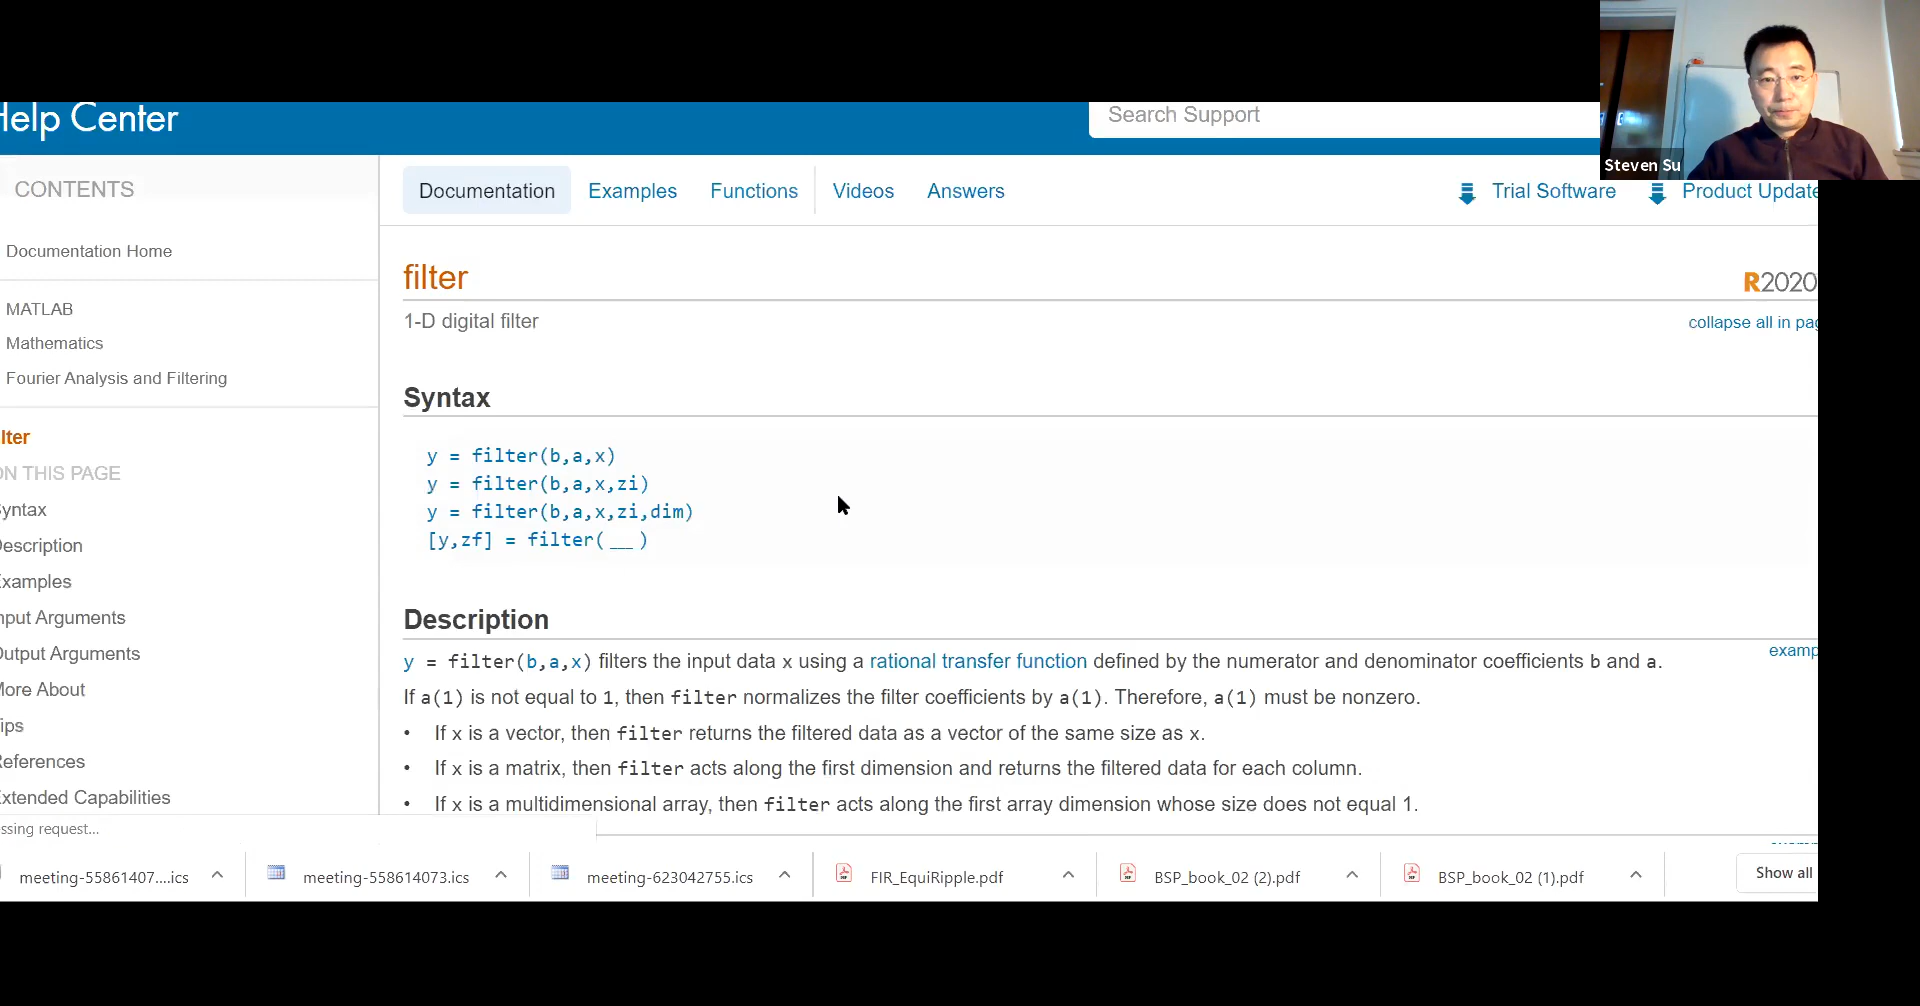 Help Center
Search Support
Steven Su
CONTENTS
Documentation Examples Functions Videos Answers
Trial Software Product Update
Documentation Home
filter
R2020
MATLAB
1-D digital filter
collapse all in pag
Mathematics
Fourier Analysis and Filtering
Syntax
lter
ON THIS PAGE
y = filter(b,a,x)
y = filter(b,a,x,zi)
y = filter(b,a,x,zi,dim)
[y,zf] = filter( __ )
yntax
Description
Examples
nput Arguments
Output Arguments
More About
ips
References
Extended Capabilities
Description
y = filter(b,a,x) filters the input data x using a rational transfer function defined by the numerator and denominator coefficients b and a.
examp
If a(1) is not equal to 1, then filter normalizes the filter coefficients by a(1). Therefore, a(1) must be nonzero.
• If x is a vector, then filter returns the filtered data as a vector of the same size as x.
• If x is a matrix, then filter acts along the first dimension and returns the filtered data for each column.
• If x is a multidimensional array, then filter acts along the first array dimension whose size does not equal 1.
ssing request...
meeting-55861407....ics
meeting-558614073.ics
meeting-623042755.ics
FIR_EquiRipple.pdf
BSP_book_02 (2).pdf
BSP_book_02 (1).pdf
Show all